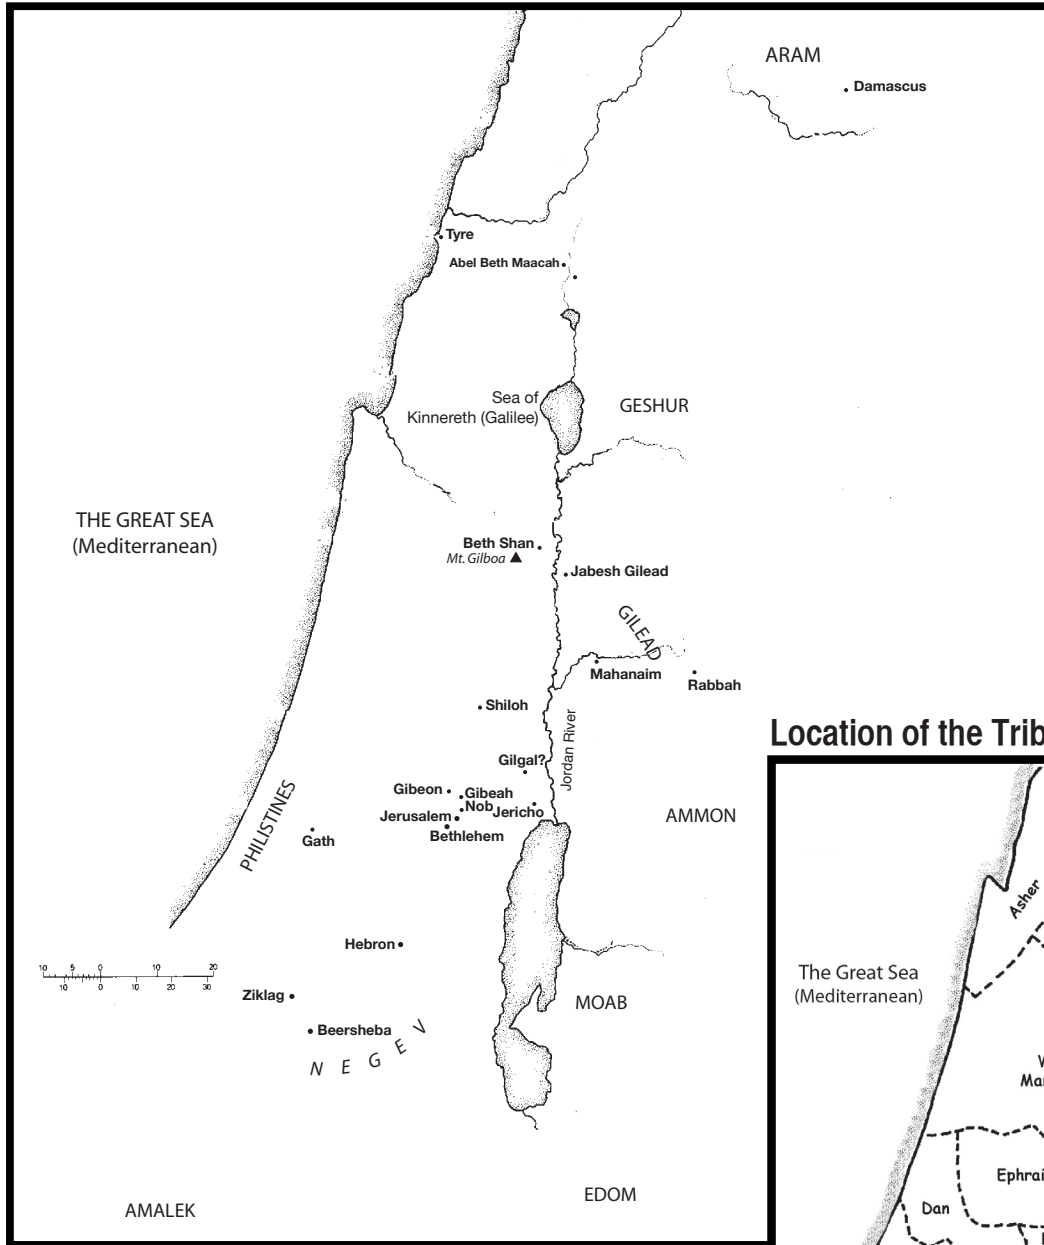 ARAM
Damascus
Tyre
Abel Beth Maacah
Sea of
Kinnereth (Galilee)
GESHUR
THE GREAT SEA
(Mediterranean)
Beth Shan
Mt. Gilboa
Jabesh Gilead
GILEAD
Mahanaim
Rabbah
Shiloh
Jordan River
Gilgal?
Gibeon
Gibeah
Nob
Jericho
Jerusalem
Bethlehem
AMMON
PHILISTINES
Gath
Hebron
10 5 0 10 20
10 0 10 20 30
Ziklag
Beersheba
NEGEV
MOAB
EDOM
AMALEK
Location of the Trib
Asher
The Great Sea
(Mediterranean)
Ephrai
Dan